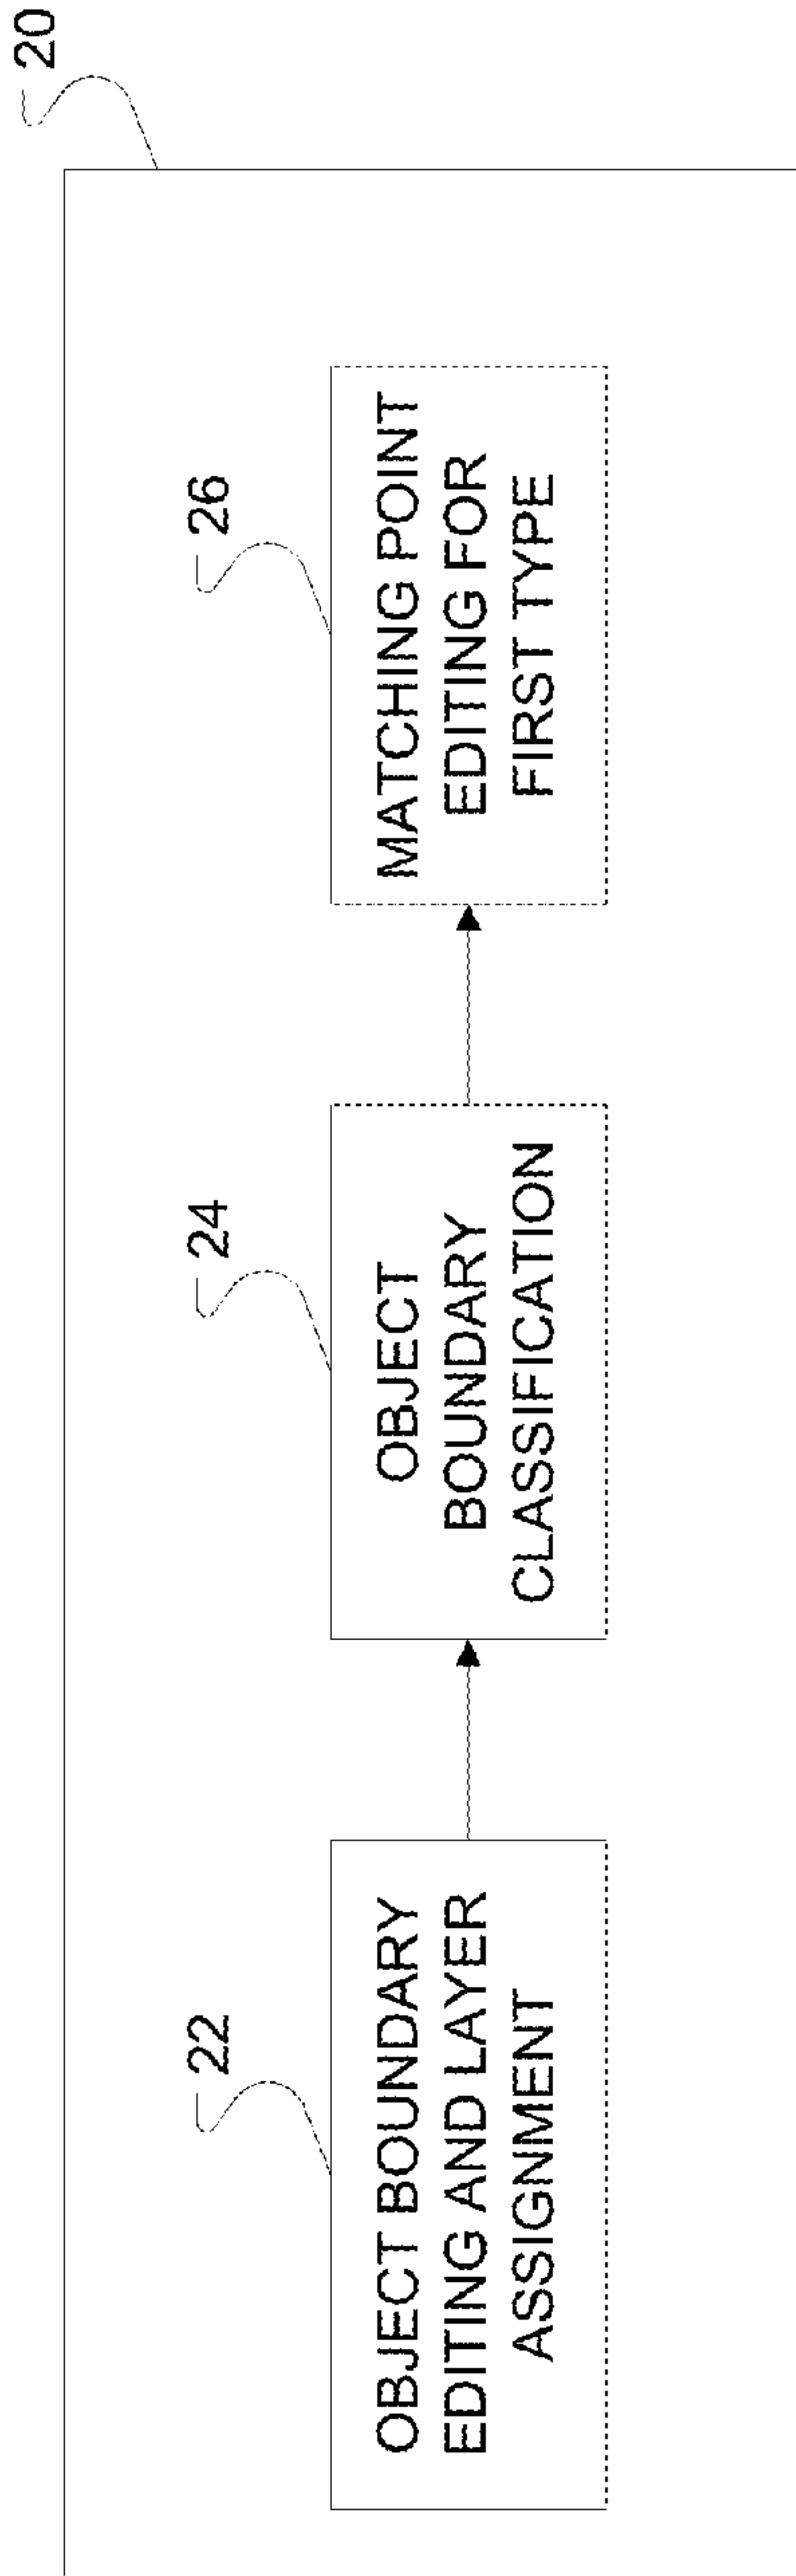 20
22
OBJECT BOUNDARY
EDITING AND LAYER
ASSIGNMENT
24
OBJECT
BOUNDARY
CLASSIFICATION
26
MATCHING POINT
EDITING FOR
FIRST TYPE